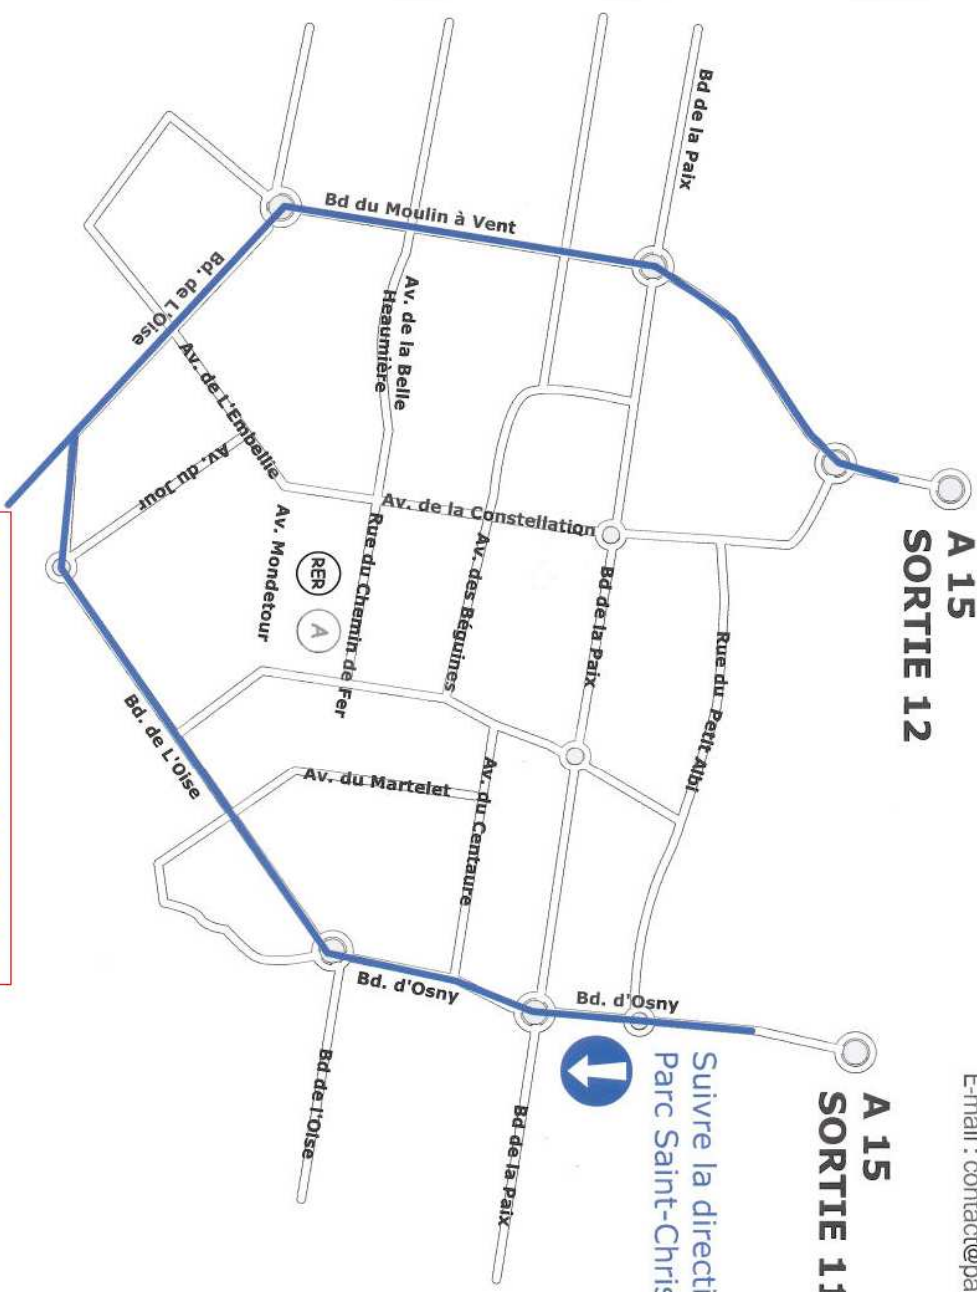 E-mail : contact@pa
A 15
SORTIE 12
A 15
SORTIE 11
Suivre la directi
Parc Saint-Chris
Bd de la Paix
Bd du Moulin à Vent
Bd. de L'Oise
Av. de la Belle
Heaumière
Av. de L'Embellie
Av. du Jour
Av. de la Constellation
Av. Mondetour
RER
A
Rue du Chemin de Fer
Av. des Béguines
Bd de la Paix
Rue du Petit Albi
Bd. de L'Oise
Av. du Martelet
Av. du Centaure
Bd. d'Osny
Bd. d'Osny
Bd de l'Oise
Bd de la Paix